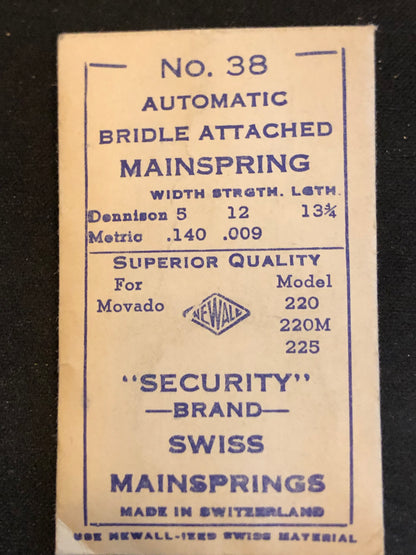 No. 38
AUTOMATIC
BRIDLE ATTACHED
MAINSPRING
WIDTH STRGTH. LGTH.
Dennison 5 12 13¾
Metric .140 .009
SUPERIOR QUALITY
For Model
Movado 220
NEWALL
220M
225
"SECURITY"
—BRAND—
SWISS
MAINSPRINGS
MADE IN SWITZERLAND
USE NEWALL-IZED SWISS MATERIAL